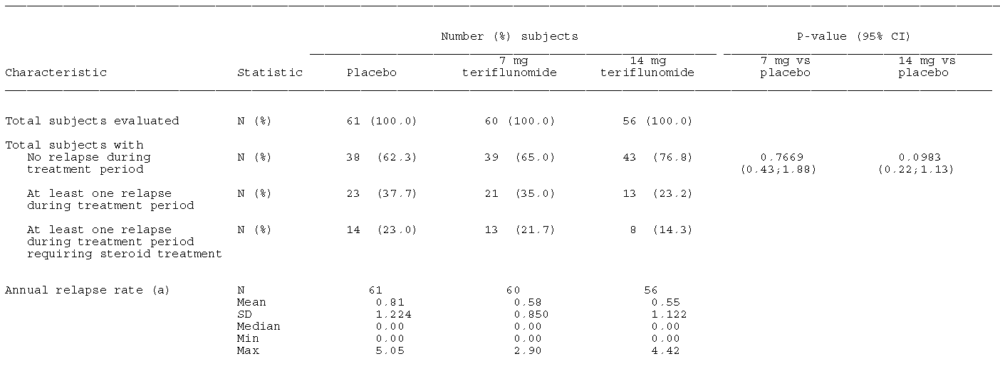 Number (%) subjects P-value (95% CI)
7 mg 14 mg 7 mg vs 14 mg vs
Characteristic Statistic Placebo teriflunomide teriflunomide placebo placebo
Total subjects evaluated N (%) 61 (100.0) 60 (100.0) 56 (100.0)
Total subjects with
No relapse during N (%) 38 (62.3) 39 (65.0) 43 (76.8) 0.7669 0.0983
treatment period (0.43;1.88) (0.22;1.13)
At least one relapse N (%) 23 (37.7) 21 (35.0) 13 (23.2)
during treatment period
At least one relapse N (%) 14 (23.0) 13 (21.7) 8 (14.3)
during treatment period
requiring steroid treatment
Annual relapse rate (a) N 61 60 56
Mean 0.81 0.58 0.55
SD 1.224 0.850 1.122
Median 0.00 0.00 0.00
Min 0.00 0.00 0.00
Max 5.05 2.90 4.42